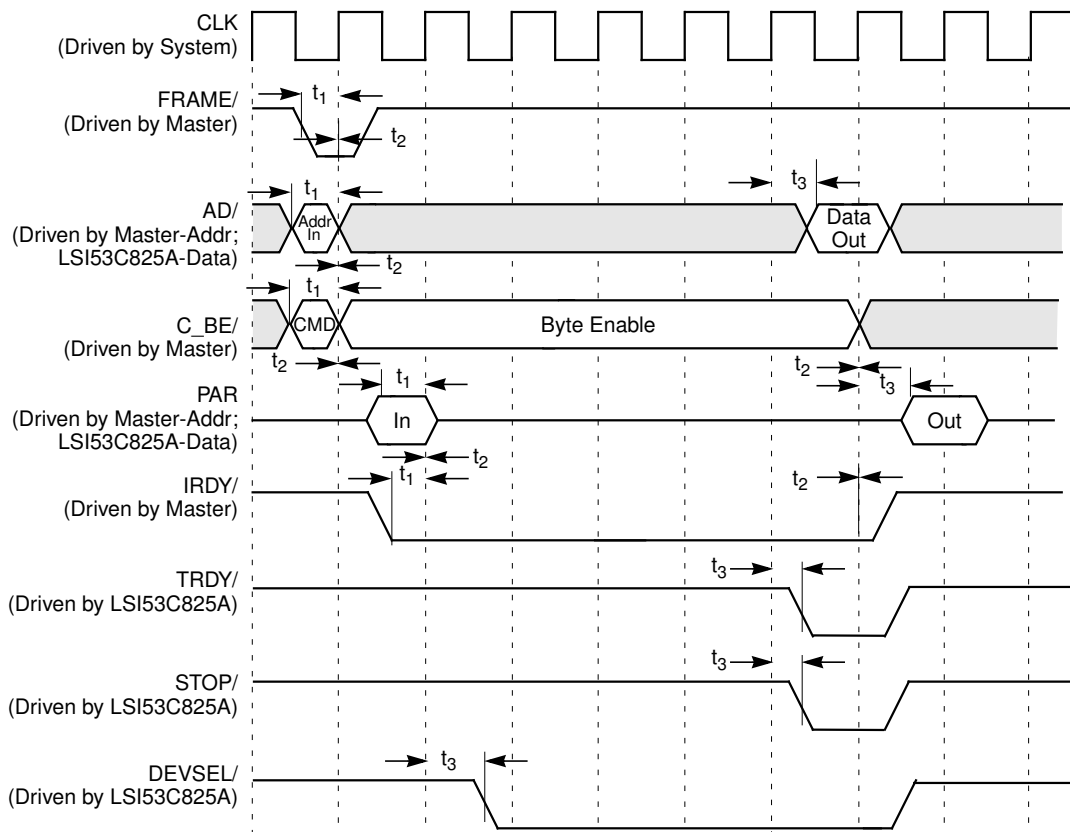 CLK
(Driven by System)
FRAME/
(Driven by Master)
t1
t2
AD/
(Driven by Master-Addr;
LSI53C825A-Data)
t1
Addr
In
t2
t3
Data
Out
C_BE/
(Driven by Master)
t1
CMD
Byte Enable
t2
t2
PAR
(Driven by Master-Addr;
LSI53C825A-Data)
t1
In
t2
t3
Out
IRDY/
(Driven by Master)
t1
t2
TRDY/
(Driven by LSI53C825A)
t3
STOP/
(Driven by LSI53C825A)
t3
DEVSEL/
(Driven by LSI53C825A)
t3